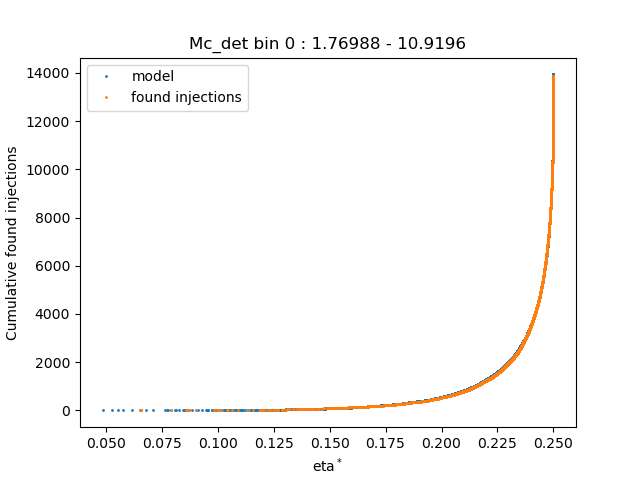 Mc_det bin 0 : 1.76988 - 10.9196
model
found injections
Cumulative found injections
14000
12000
10000
8000
6000
4000
2000
0
0.050 0.075 0.100 0.125 0.150 0.175 0.200 0.225 0.250
eta*